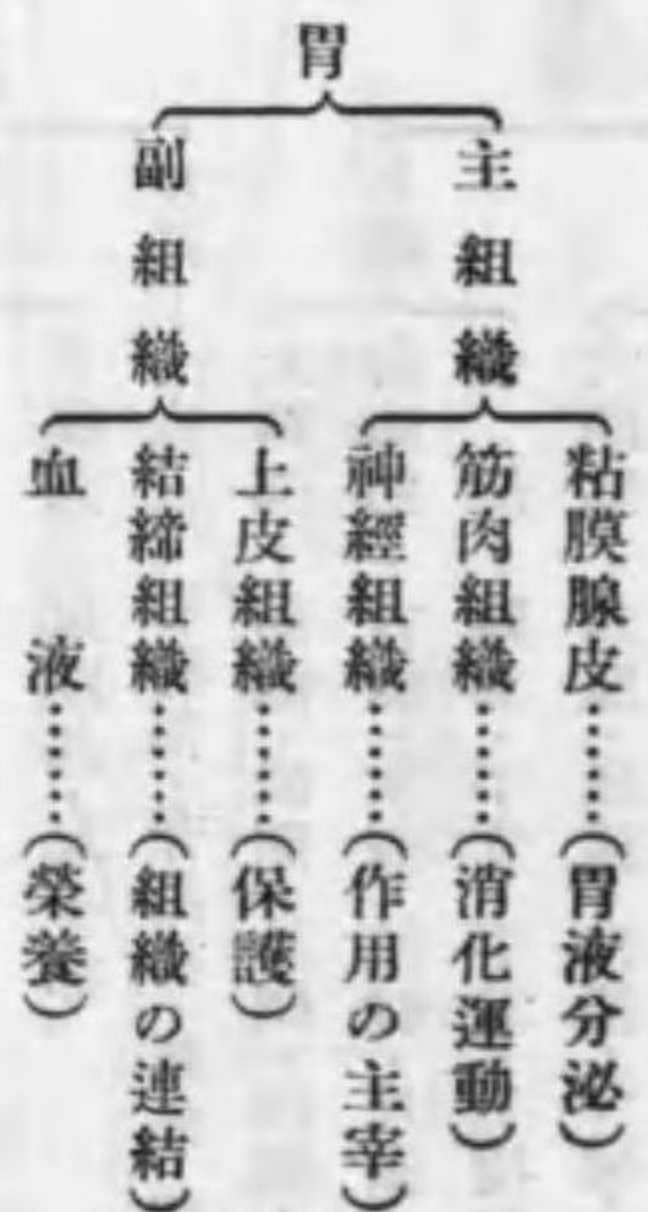 胃
主組織
粘膜腺皮……（胃液分泌）
筋肉組織……（消化運動）
神經組織……（作用の主宰）
副組織
上皮組織……（保護）
結締組織……（組織の連結）
血液……（榮養）